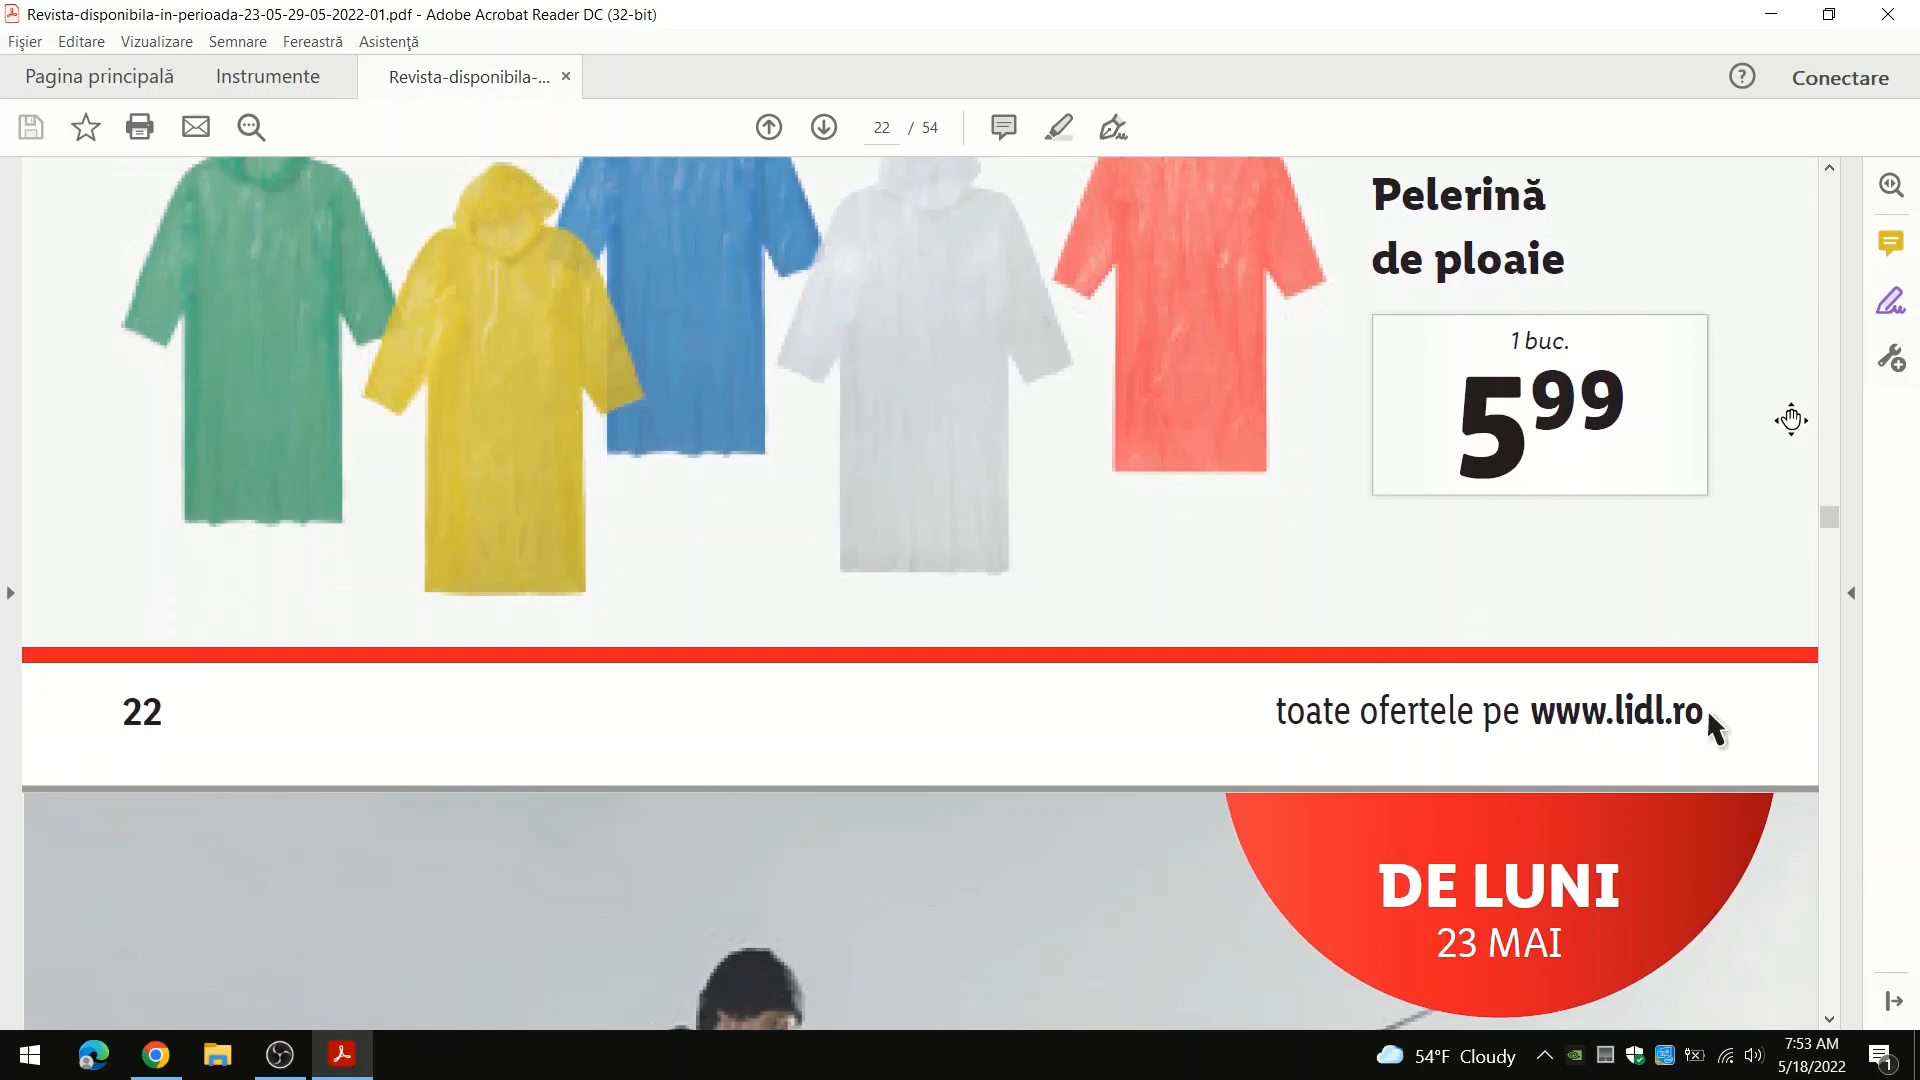 Revista-disponibila-in-perioada-23-05-29-05-2022-01.pdf - Adobe Acrobat Reader DC (32-bit)
Fișier Editare Vizualizare Semnare Fereastră Asistență
Pagina principală Instrumente Revista-disponibila-... × Conectare
22 / 54
Pelerină
de ploaie
1 buc.
5 99
22 toate ofertele pe www.lidl.ro
DE LUNI
23 MAI
54°F Cloudy
7:53 AM
5/18/2022
1